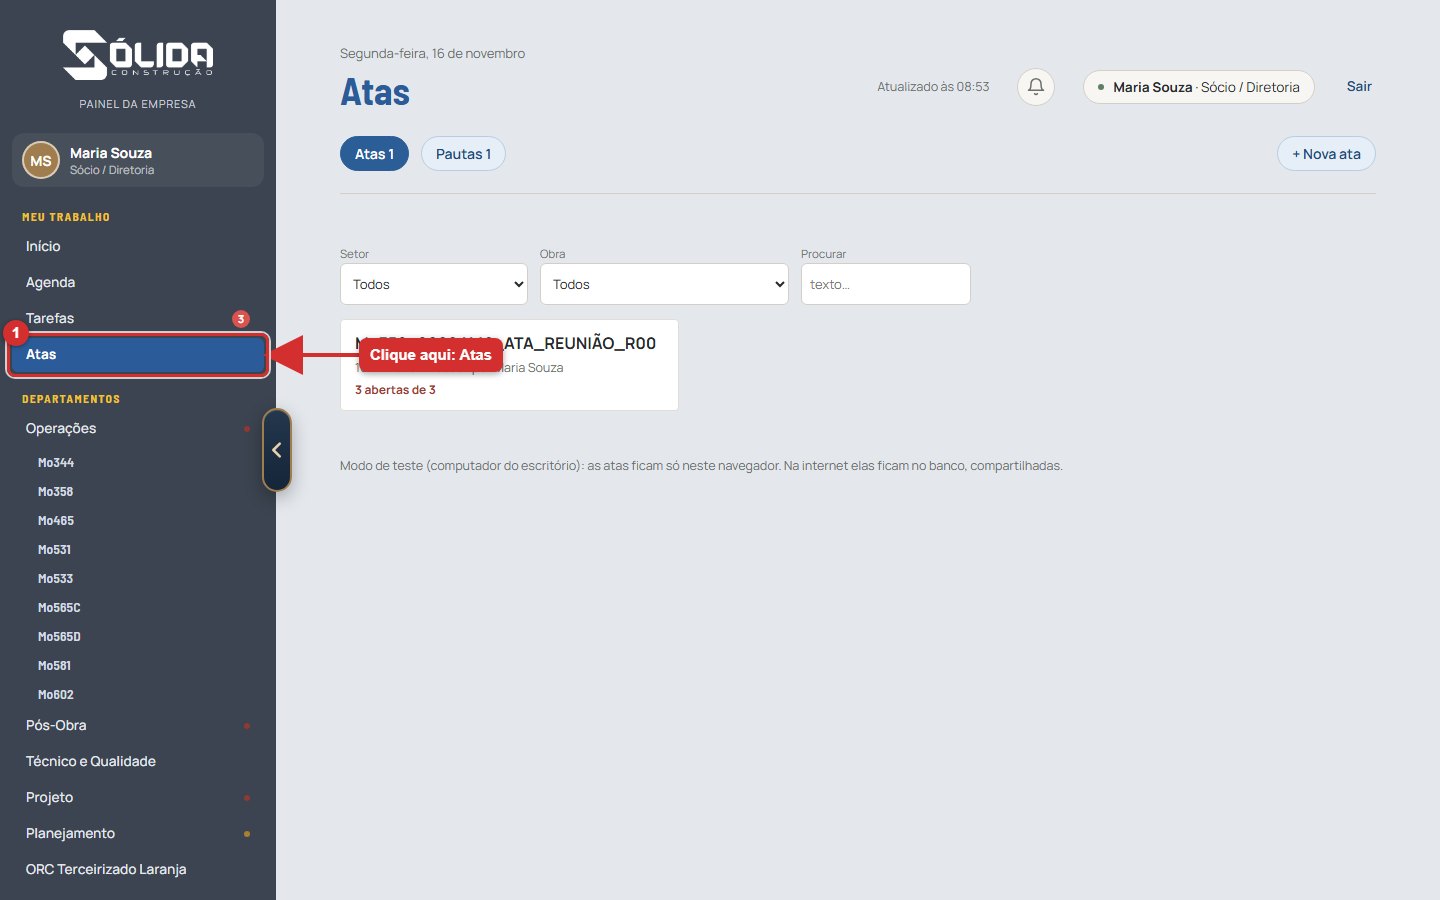 SÓLIDA
CONSTRUÇÃO
PAINEL DA EMPRESA
MS
Maria Souza
Sócio / Diretoria
MEU TRABALHO
Início
Agenda
Tarefas
3
1
Atas
DEPARTAMENTOS
Operações
Mo344
Mo358
Mo465
Mo531
Mo533
Mo565C
Mo565D
Mo581
Mo602
Pós-Obra
Técnico e Qualidade
Projeto
Planejamento
ORC Terceirizado Laranja
Segunda-feira, 16 de novembro
Atas
Atualizado às 08:53
Maria Souza · Sócio / Diretoria
Sair
Atas 1
Pautas 1
+ Nova ata
Setor
Obra
Procurar
Todos
Todos
texto...
_ATA_REUNIÃO_R00
Clique aqui: Atas
Maria Souza
3 abertas de 3
Modo de teste (computador do escritório): as atas ficam só neste navegador. Na internet elas ficam no banco, compartilhadas.